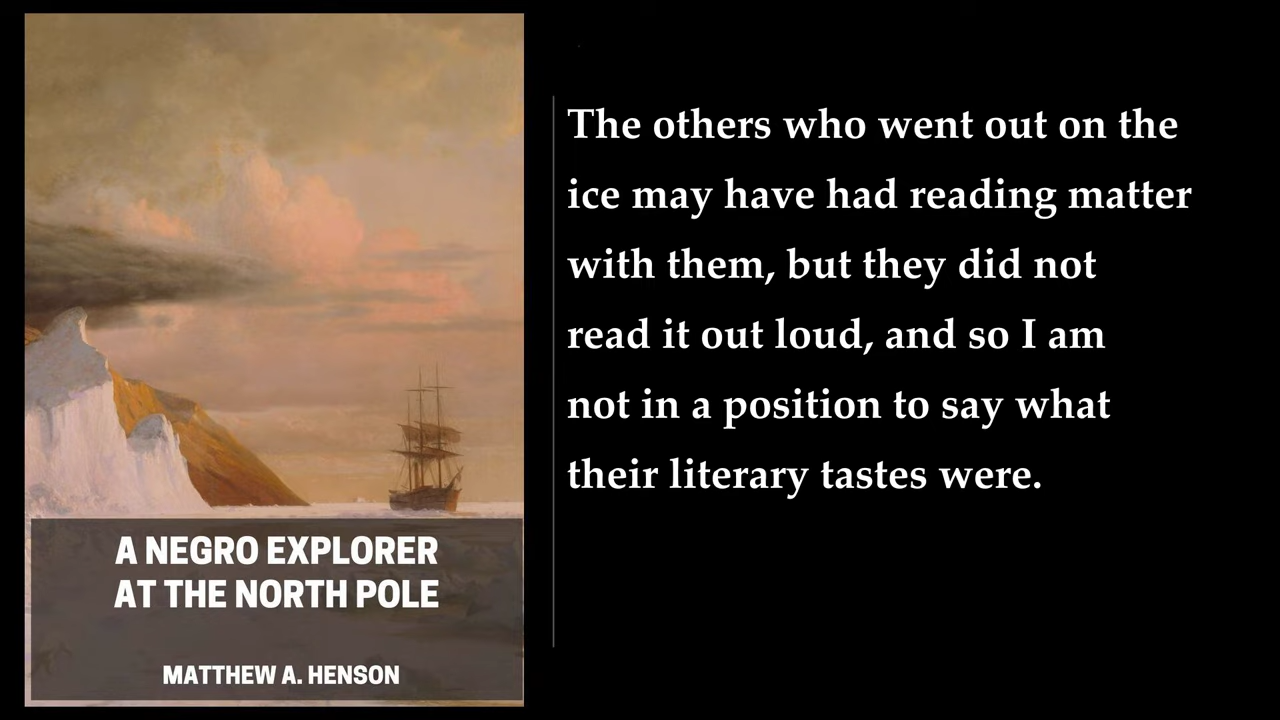 A NEGRO EXPLORER
AT THE NORTH POLE
MATTHEW A. HENSON
The others who went out on the
ice may have had reading matter
with them, but they did not
read it out loud, and so I am
not in a position to say what
their literary tastes were.